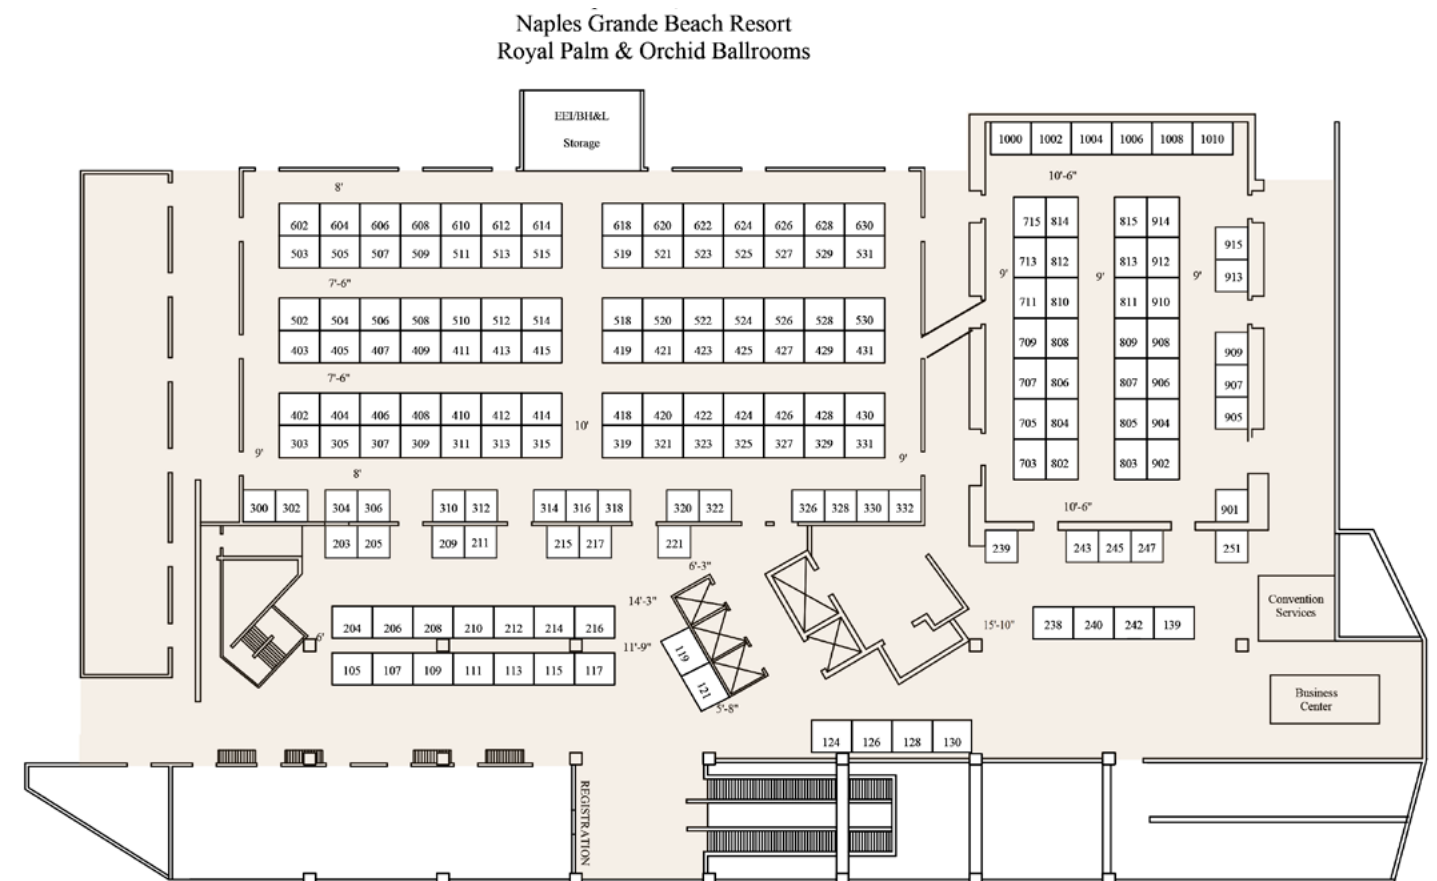 Naples Grande Beach Resort
Royal Palm & Orchid Ballrooms
EEI/BH&L
Storage
1000 1002 1004 1006 1008 1010
10'-6"
8'
602 604 606 608 610 612 614 618 620 622 624 626 628 630
503 505 507 509 511 513 515 519 521 523 525 527 529 531
7'-6"
502 504 506 508 510 512 514 518 520 522 524 526 528 530
403 405 407 409 411 413 415 419 421 423 425 427 429 431
7'-6"
402 404 406 408 410 412 414 418 420 422 424 426 428 430
10'
303 305 307 309 311 313 315 319 321 323 325 327 329 331
9' 9'
8'
715 814 815 914
915
713 812 813 912
9' 9' 9'
913
711 810 811 910
709 808 809 908
909
707 806 807 906
907
705 804 805 904
905
703 802 803 902
10'-6"
300 302 304 306 310 312 314 316 318 320 322 326 328 330 332
901
203 205 209 211 215 217 221
239 243 245 247 251
6'-3"
14'-3"
Convention
Services
204 206 208 210 212 214 216
15'-10" 238 240 242 139
6'
11'-9"
119
105 107 109 111 113 115 117
121
5'-8"
Business
Center
124 126 128 130
REGISTRATION